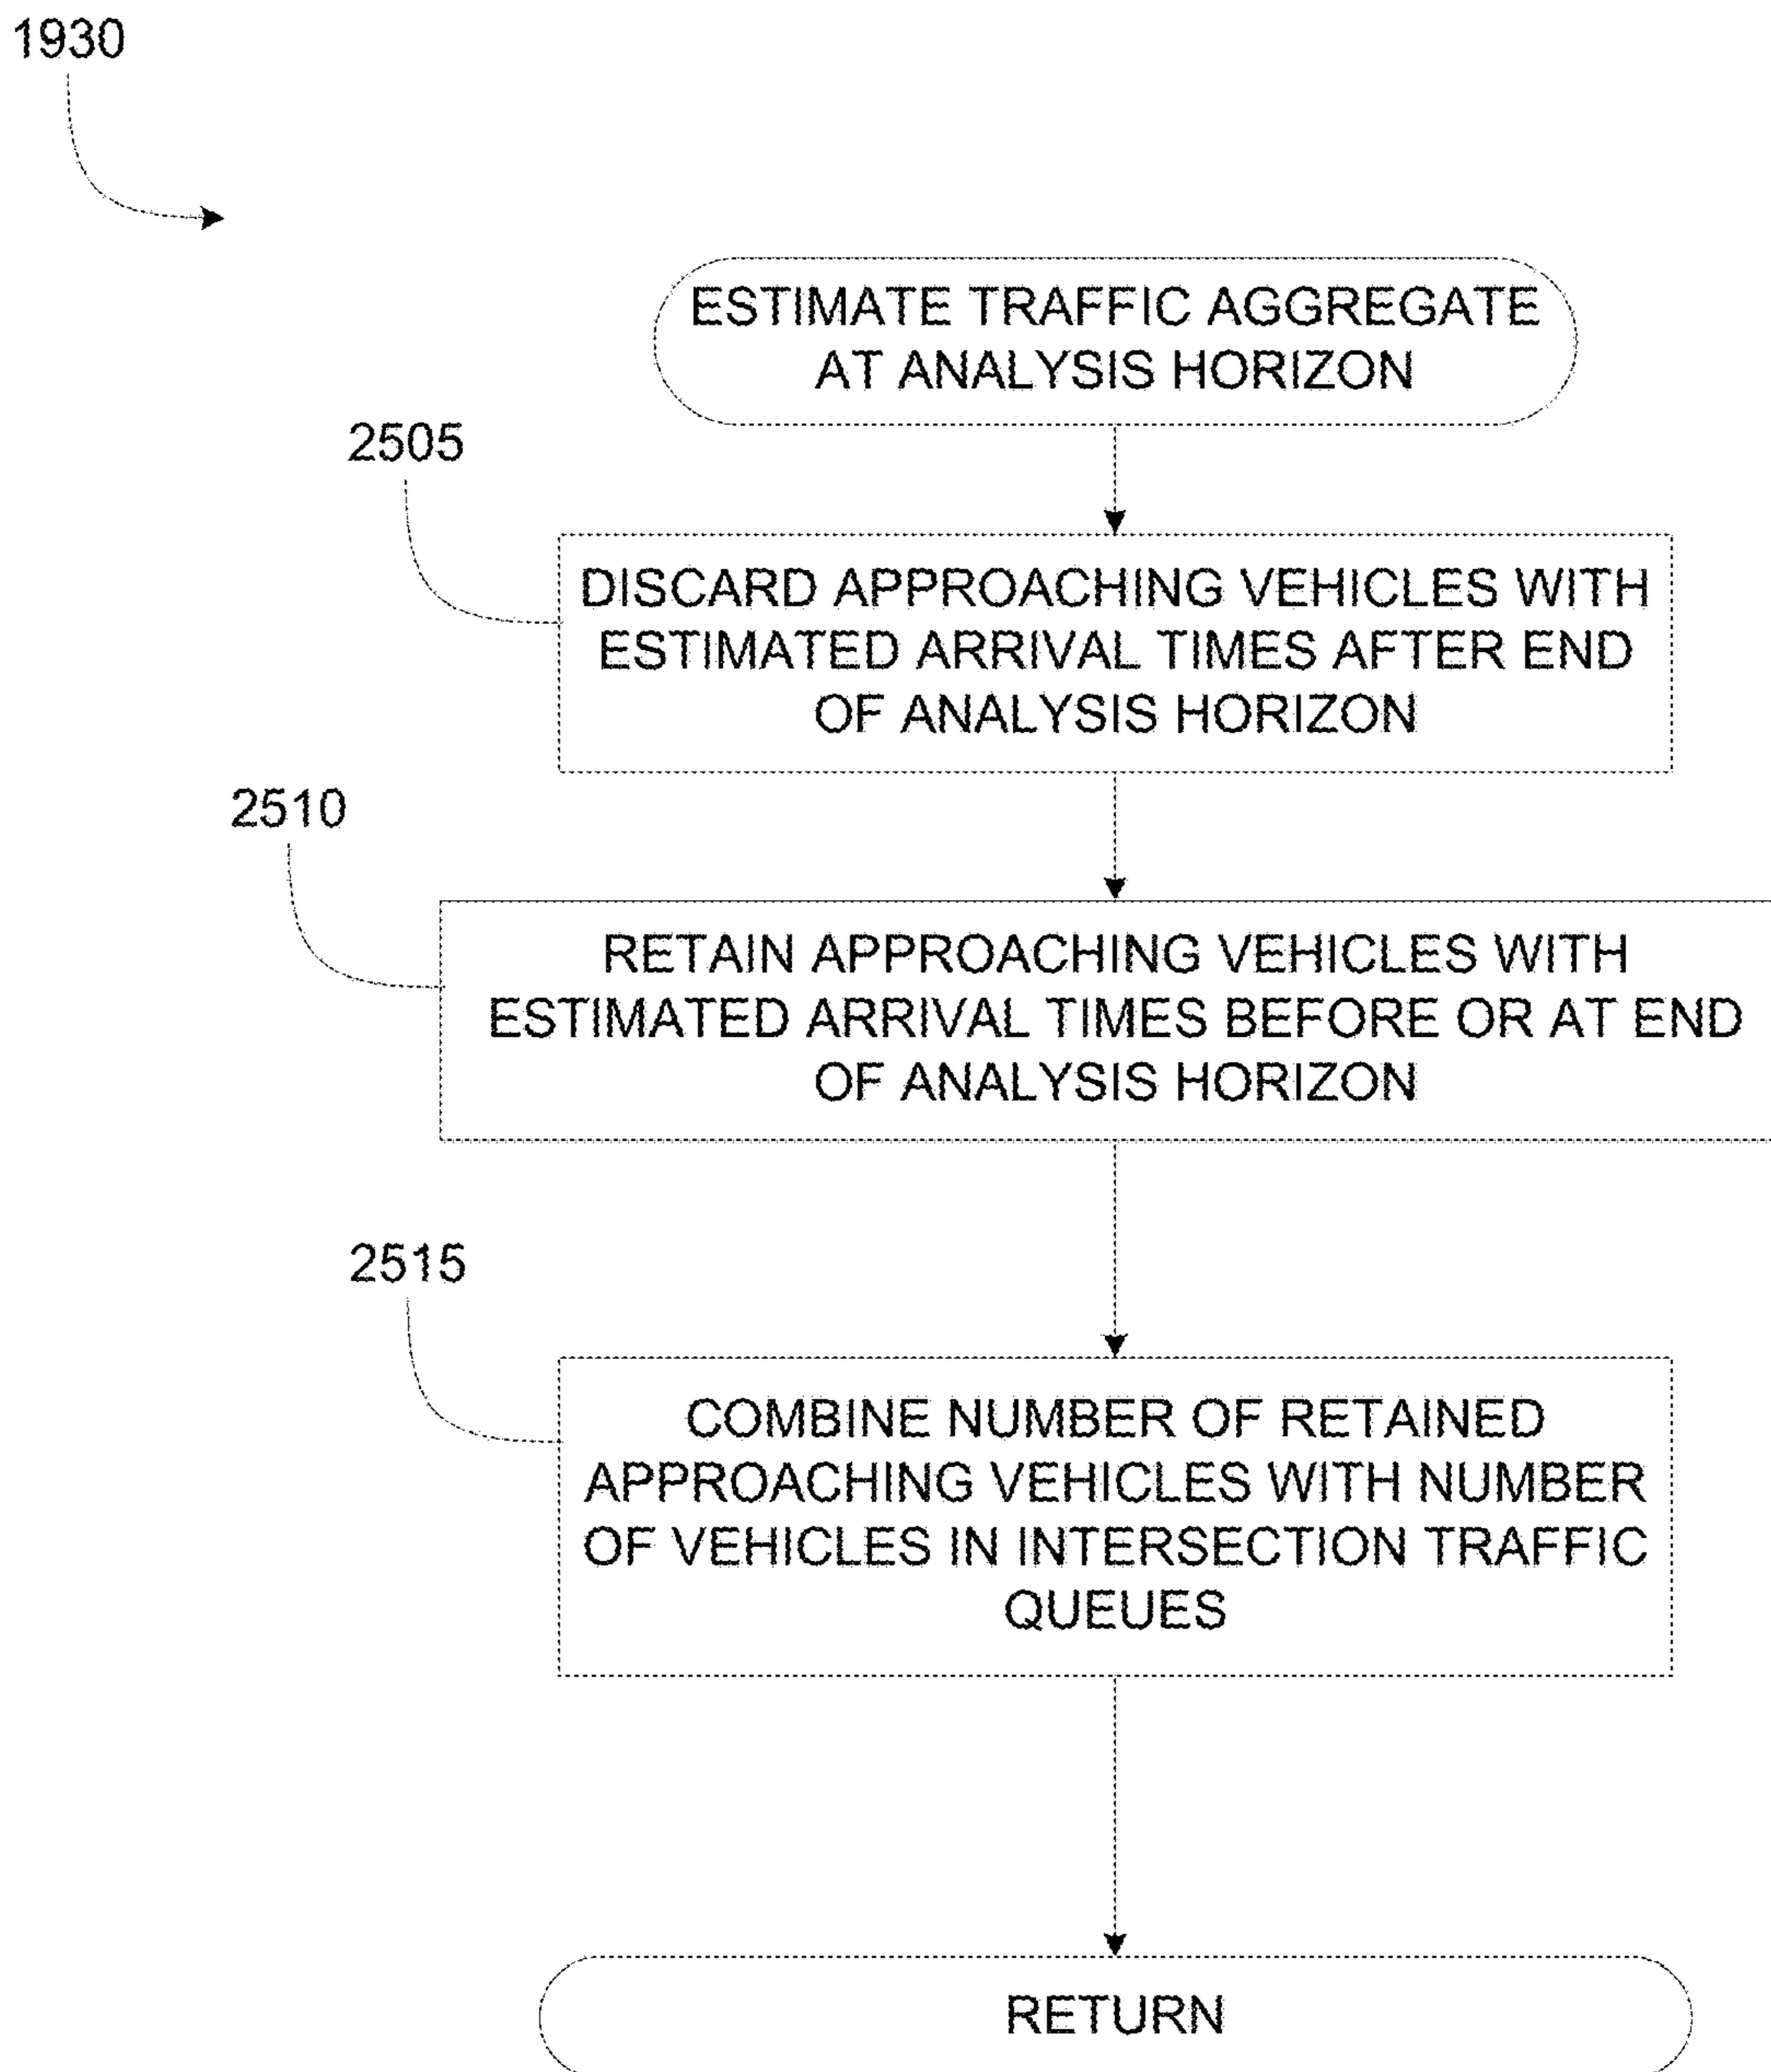 1930
ESTIMATE TRAFFIC AGGREGATE
AT ANALYSIS HORIZON
2505
DISCARD APPROACHING VEHICLES WITH
ESTIMATED ARRIVAL TIMES AFTER END
OF ANALYSIS HORIZON
2510
RETAIN APPROACHING VEHICLES WITH
ESTIMATED ARRIVAL TIMES BEFORE OR AT END
OF ANALYSIS HORIZON
2515
COMBINE NUMBER OF RETAINED
APPROACHING VEHICLES WITH NUMBER
OF VEHICLES IN INTERSECTION TRAFFIC
QUEUES
RETURN